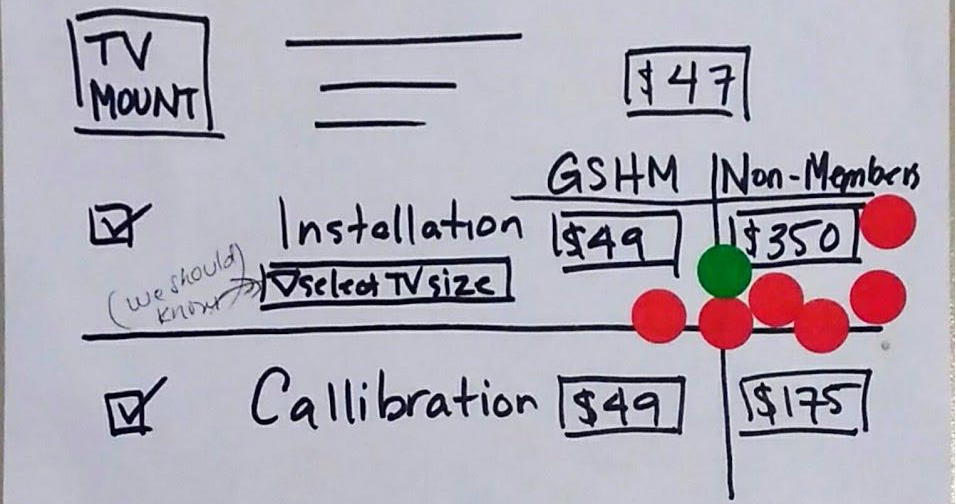 TV
MOUNT
$47
GSHM Non-Members
Installation $49 $350
(we should know)
select TV size
Callibration $49 $175